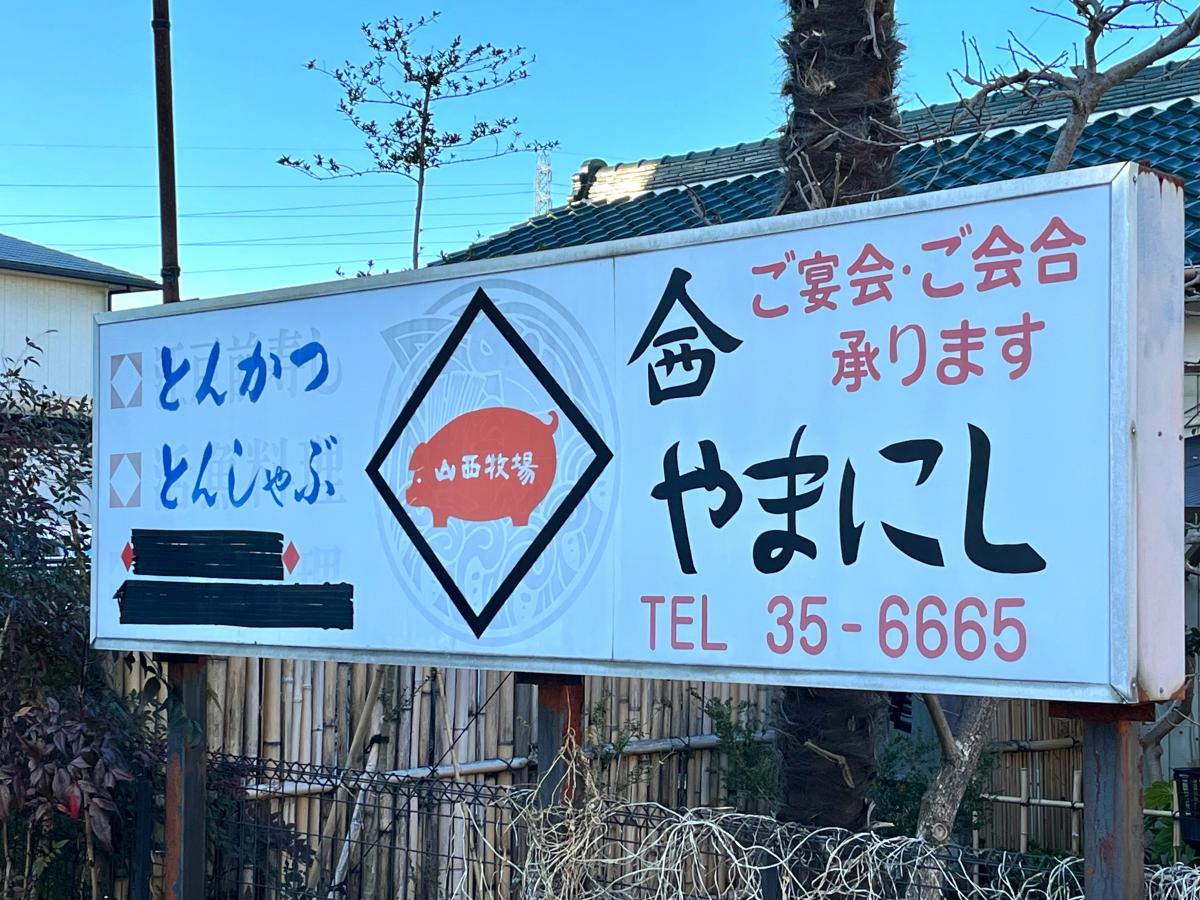 とんかつ
とんしゃぶ
山西牧場
西
ご宴会・ご会合
承ります
やまにし
TEL 35-6665